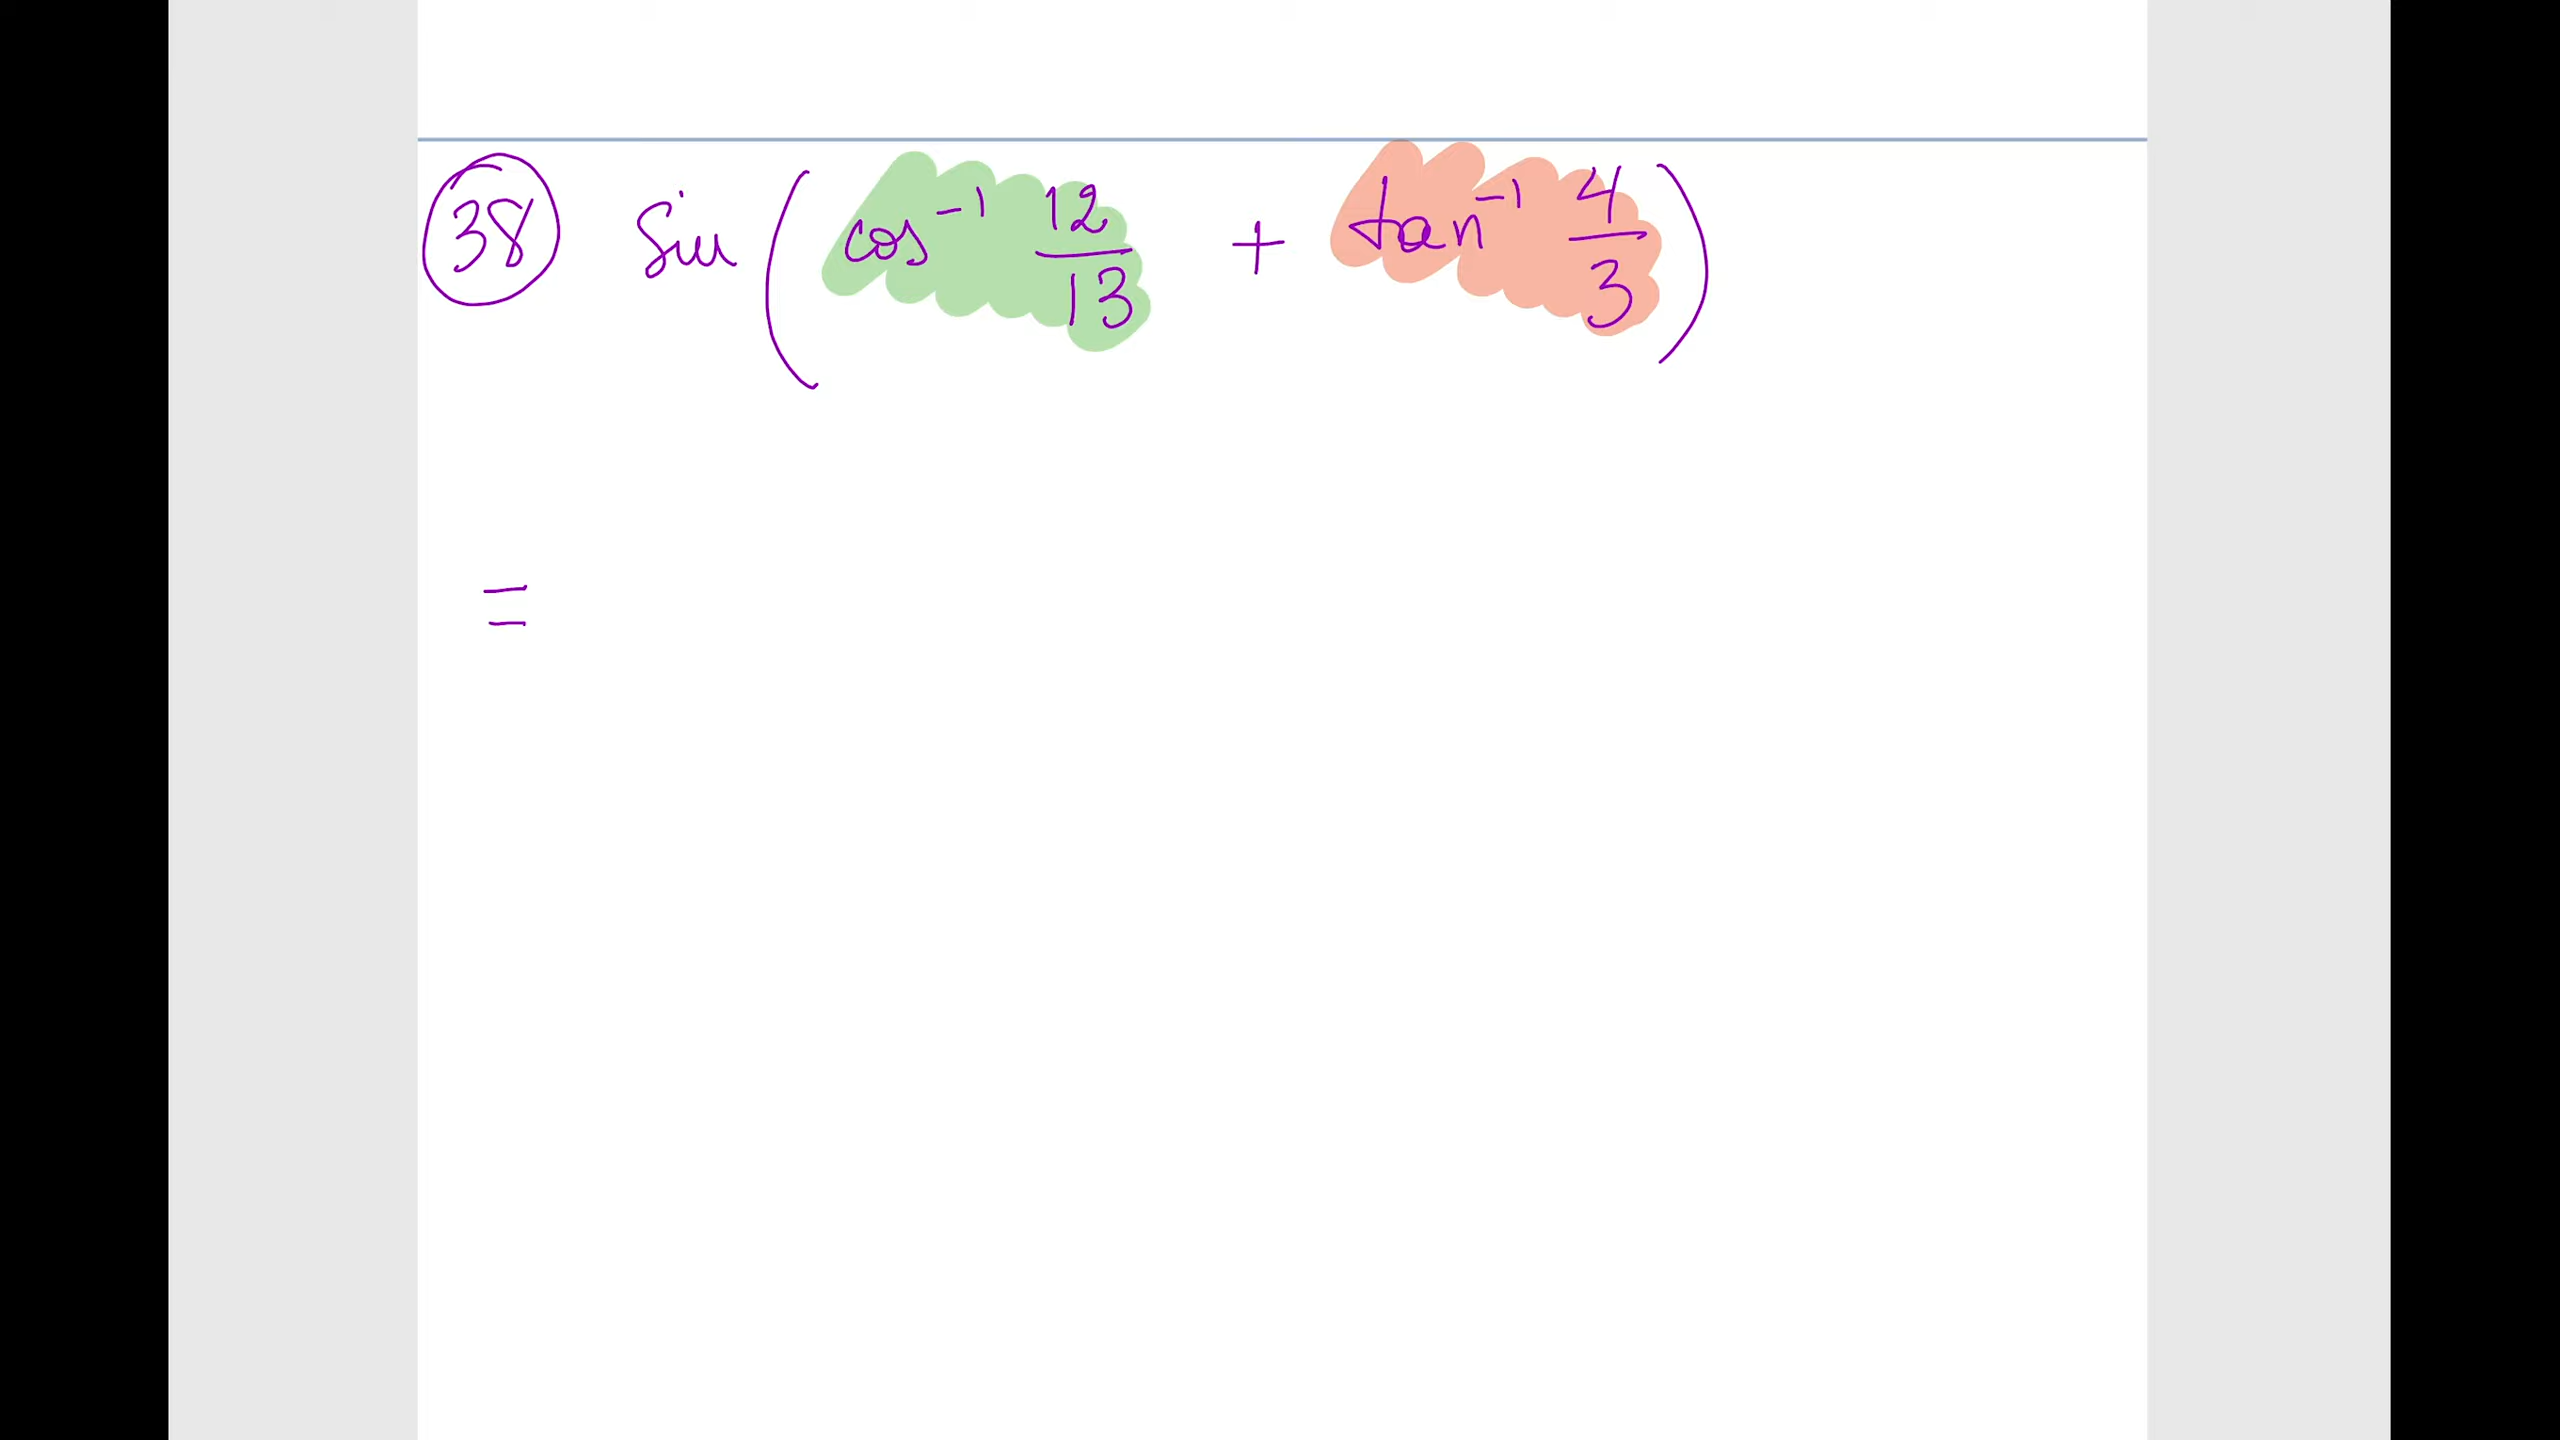 38 sin ( cos⁻¹ 12/13 + tan⁻¹ 4/3 )
=